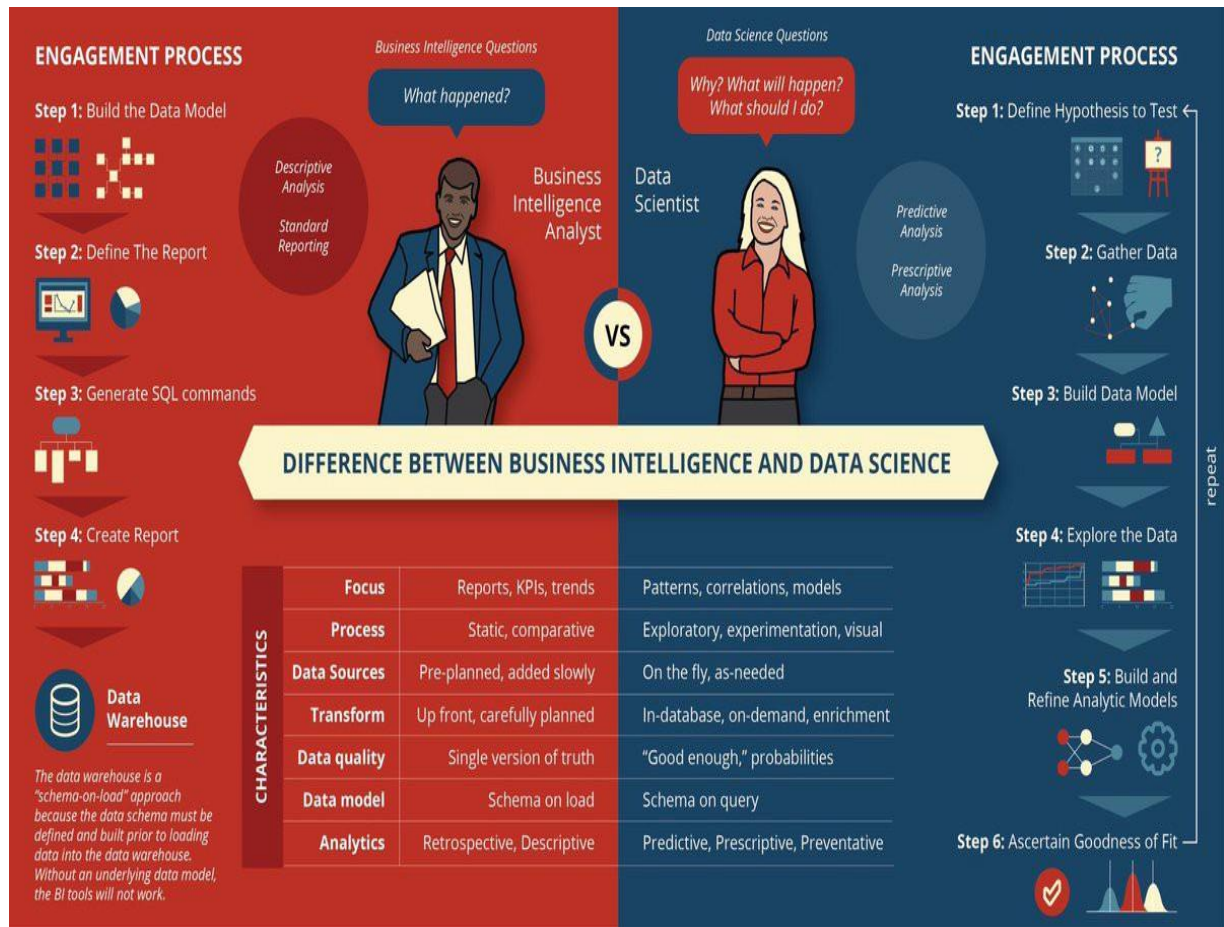 ENGAGEMENT PROCESS
Step 1: Build the Data Model
Step 2: Define The Report
Step 3: Generate SQL commands
Step 4: Create Report
Data
Warehouse
The data warehouse is a
"schema-on-load" approach
because the data schema must be
defined and built prior to loading
data into the data warehouse.
Without an underlying data model,
the BI tools will not work.
Business Intelligence Questions
What happened?
Descriptive
Analysis
Standard
Reporting
Business
Intelligence
Analyst
VS
Data Science Questions
Why? What will happen?
What should I do?
Data
Scientist
Predictive
Analysis
Prescriptive
Analysis
DIFFERENCE BETWEEN BUSINESS INTELLIGENCE AND DATA SCIENCE
CHARACTERISTICS
Focus Reports, KPIs, trends Patterns, correlations, models
Process Static, comparative Exploratory, experimentation, visual
Data Sources Pre-planned, added slowly On the fly, as-needed
Transform Up front, carefully planned In-database, on-demand, enrichment
Data quality Single version of truth "Good enough," probabilities
Data model Schema on load Schema on query
Analytics Retrospective, Descriptive Predictive, Prescriptive, Preventative
ENGAGEMENT PROCESS
Step 1: Define Hypothesis to Test
?
Step 2: Gather Data
Step 3: Build Data Model
Step 4: Explore the Data
Step 5: Build and
Refine Analytic Models
Step 6: Ascertain Goodness of Fit
repeat